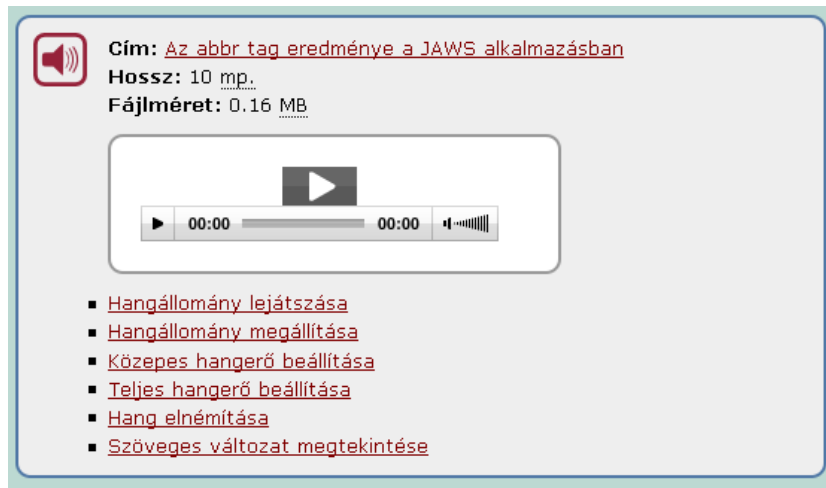 Cím: Az abbr tag eredménye a JAWS alkalmazásban
Hossz: 10 mp.
Fájlméret: 0.16 MB
00:00 00:00
Hangállomány lejátszása
Hangállomány megállítása
Közepes hangerő beállítása
Teljes hangerő beállítása
Hang elnémítása
Szöveges változat megtekintése